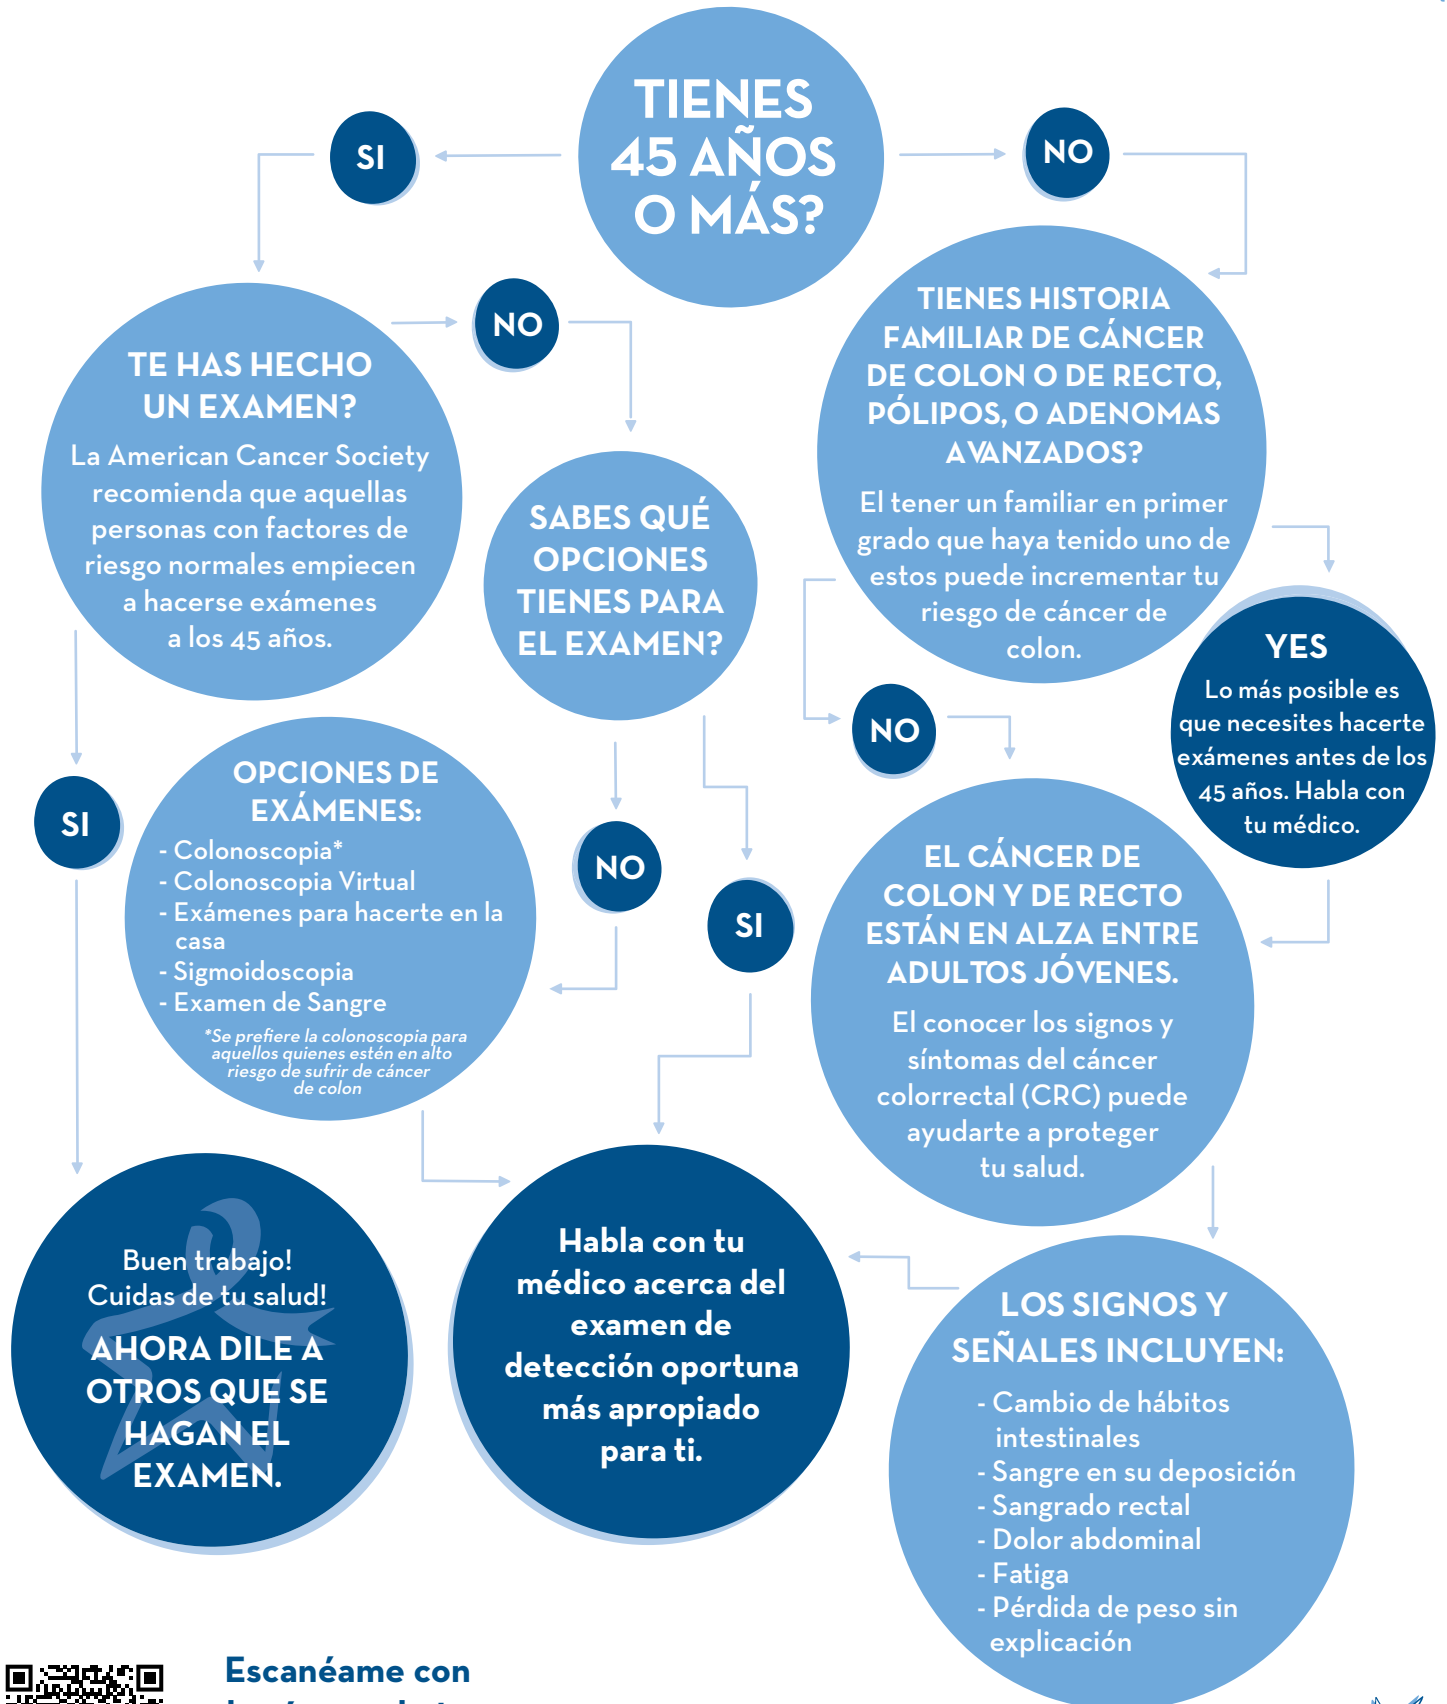 TIENES
45 AÑOS
O MÁS?
SI
NO
TE HAS HECHO
UN EXAMEN?
La American Cancer Society
recomienda que aquellas
personas con factores de
riesgo normales empiecen
a hacerse exámenes
a los 45 años.
NO
TIENES HISTORIA
FAMILIAR DE CÁNCER
DE COLON O DE RECTO,
PÓLIPOS, O ADENOMAS
AVANZADOS?
El tener un familiar en primer
grado que haya tenido uno de
estos puede incrementar tu
riesgo de cáncer de
colon.
SABES QUÉ
OPCIONES
TIENES PARA
EL EXAMEN?
YES
Lo más posible es
que necesites hacerte
exámenes antes de los
45 años. Habla con
tu médico.
NO
SI
OPCIONES DE
EXÁMENES:
- Colonoscopia*
- Colonoscopia Virtual
- Exámenes para hacerte en la
casa
- Sigmoidoscopia
- Examen de Sangre
*Se prefiere la colonoscopia para
aquellos quienes estén en alto
riesgo de sufrir de cáncer
de colon
NO
SI
EL CÁNCER DE
COLON Y DE RECTO
ESTÁN EN ALZA ENTRE
ADULTOS JÓVENES.
El conocer los signos y
síntomas del cáncer
colorrectal (CRC) puede
ayudarte a proteger
tu salud.
Buen trabajo!
Cuidas de tu salud!
AHORA DILE A
OTROS QUE SE
HAGAN EL
EXAMEN.
Habla con tu
médico acerca del
examen de
detección oportuna
más apropiado
para ti.
LOS SIGNOS Y
SEÑALES INCLUYEN:
- Cambio de hábitos
intestinales
- Sangre en su deposición
- Sangrado rectal
- Dolor abdominal
- Fatiga
- Pérdida de peso sin
explicación
Escanéame con